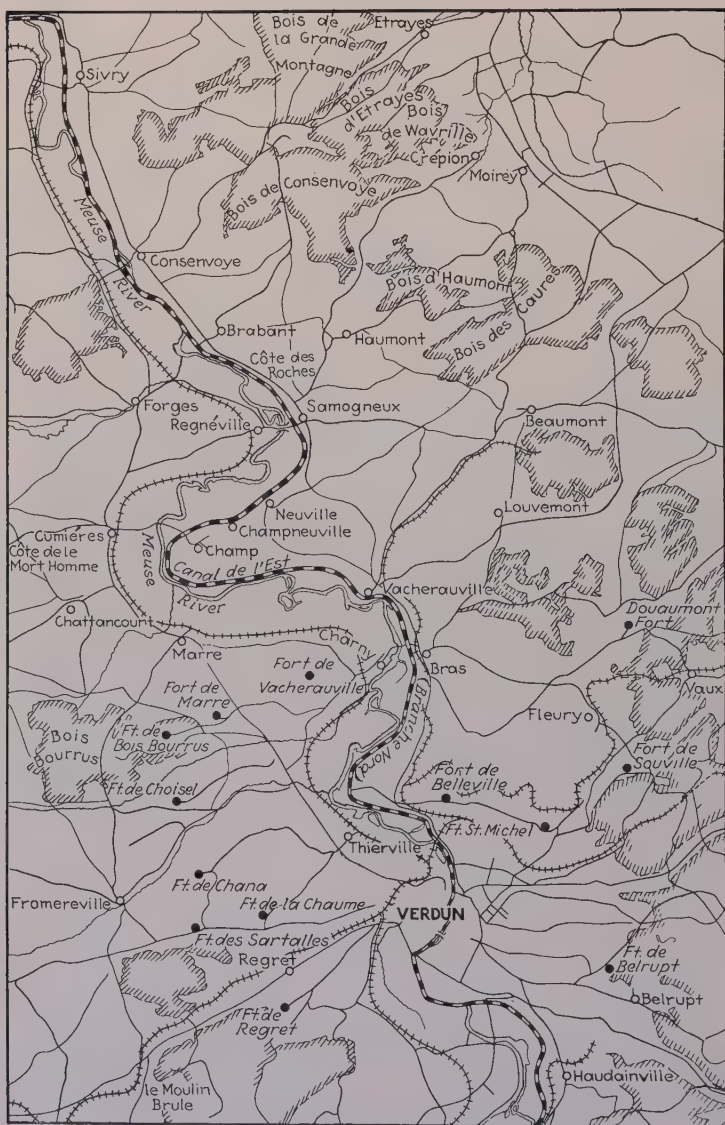 Bois de
la Grande
Montagne
Etrayes
Sivry
Bois
d'Etrayes
Bois
de Wavrille
Crépion
Moirey
Bois de Consenvoye
Meuse
River
Consenvoye
Bois d'Haumont
Bois des Caures
Brabant
Haumont
Côte des
Roches
Forges
Regnéville
Samogneux
Beaumont
Neuville
Louvemont
Champneuville
Cumières
Côte de le
Mort Homme
Champ
Meuse
River
Canal de l'Est
Vacherauville
Chattancourt
Marre
Charny
Bras
Douaumont
Fort
Fort de
Vacherauville
Vaux
Fort de
Marre
Fleury
(Branche Nord)
Bois
Bourrus
Ft. de
Bois Bourrus
Fort de
Souville
Ft. de Choisel
Fort de
Belleville
Ft. St. Michel
Thierville
Ft. de Chana
Fromereville
Ft. de la Chaume
VERDUN
Ft. des Sartalles
Regret
Ft. de
Belrupt
Belrupt
Ft. de
Regret
Haudainville
le Moulin
Brule